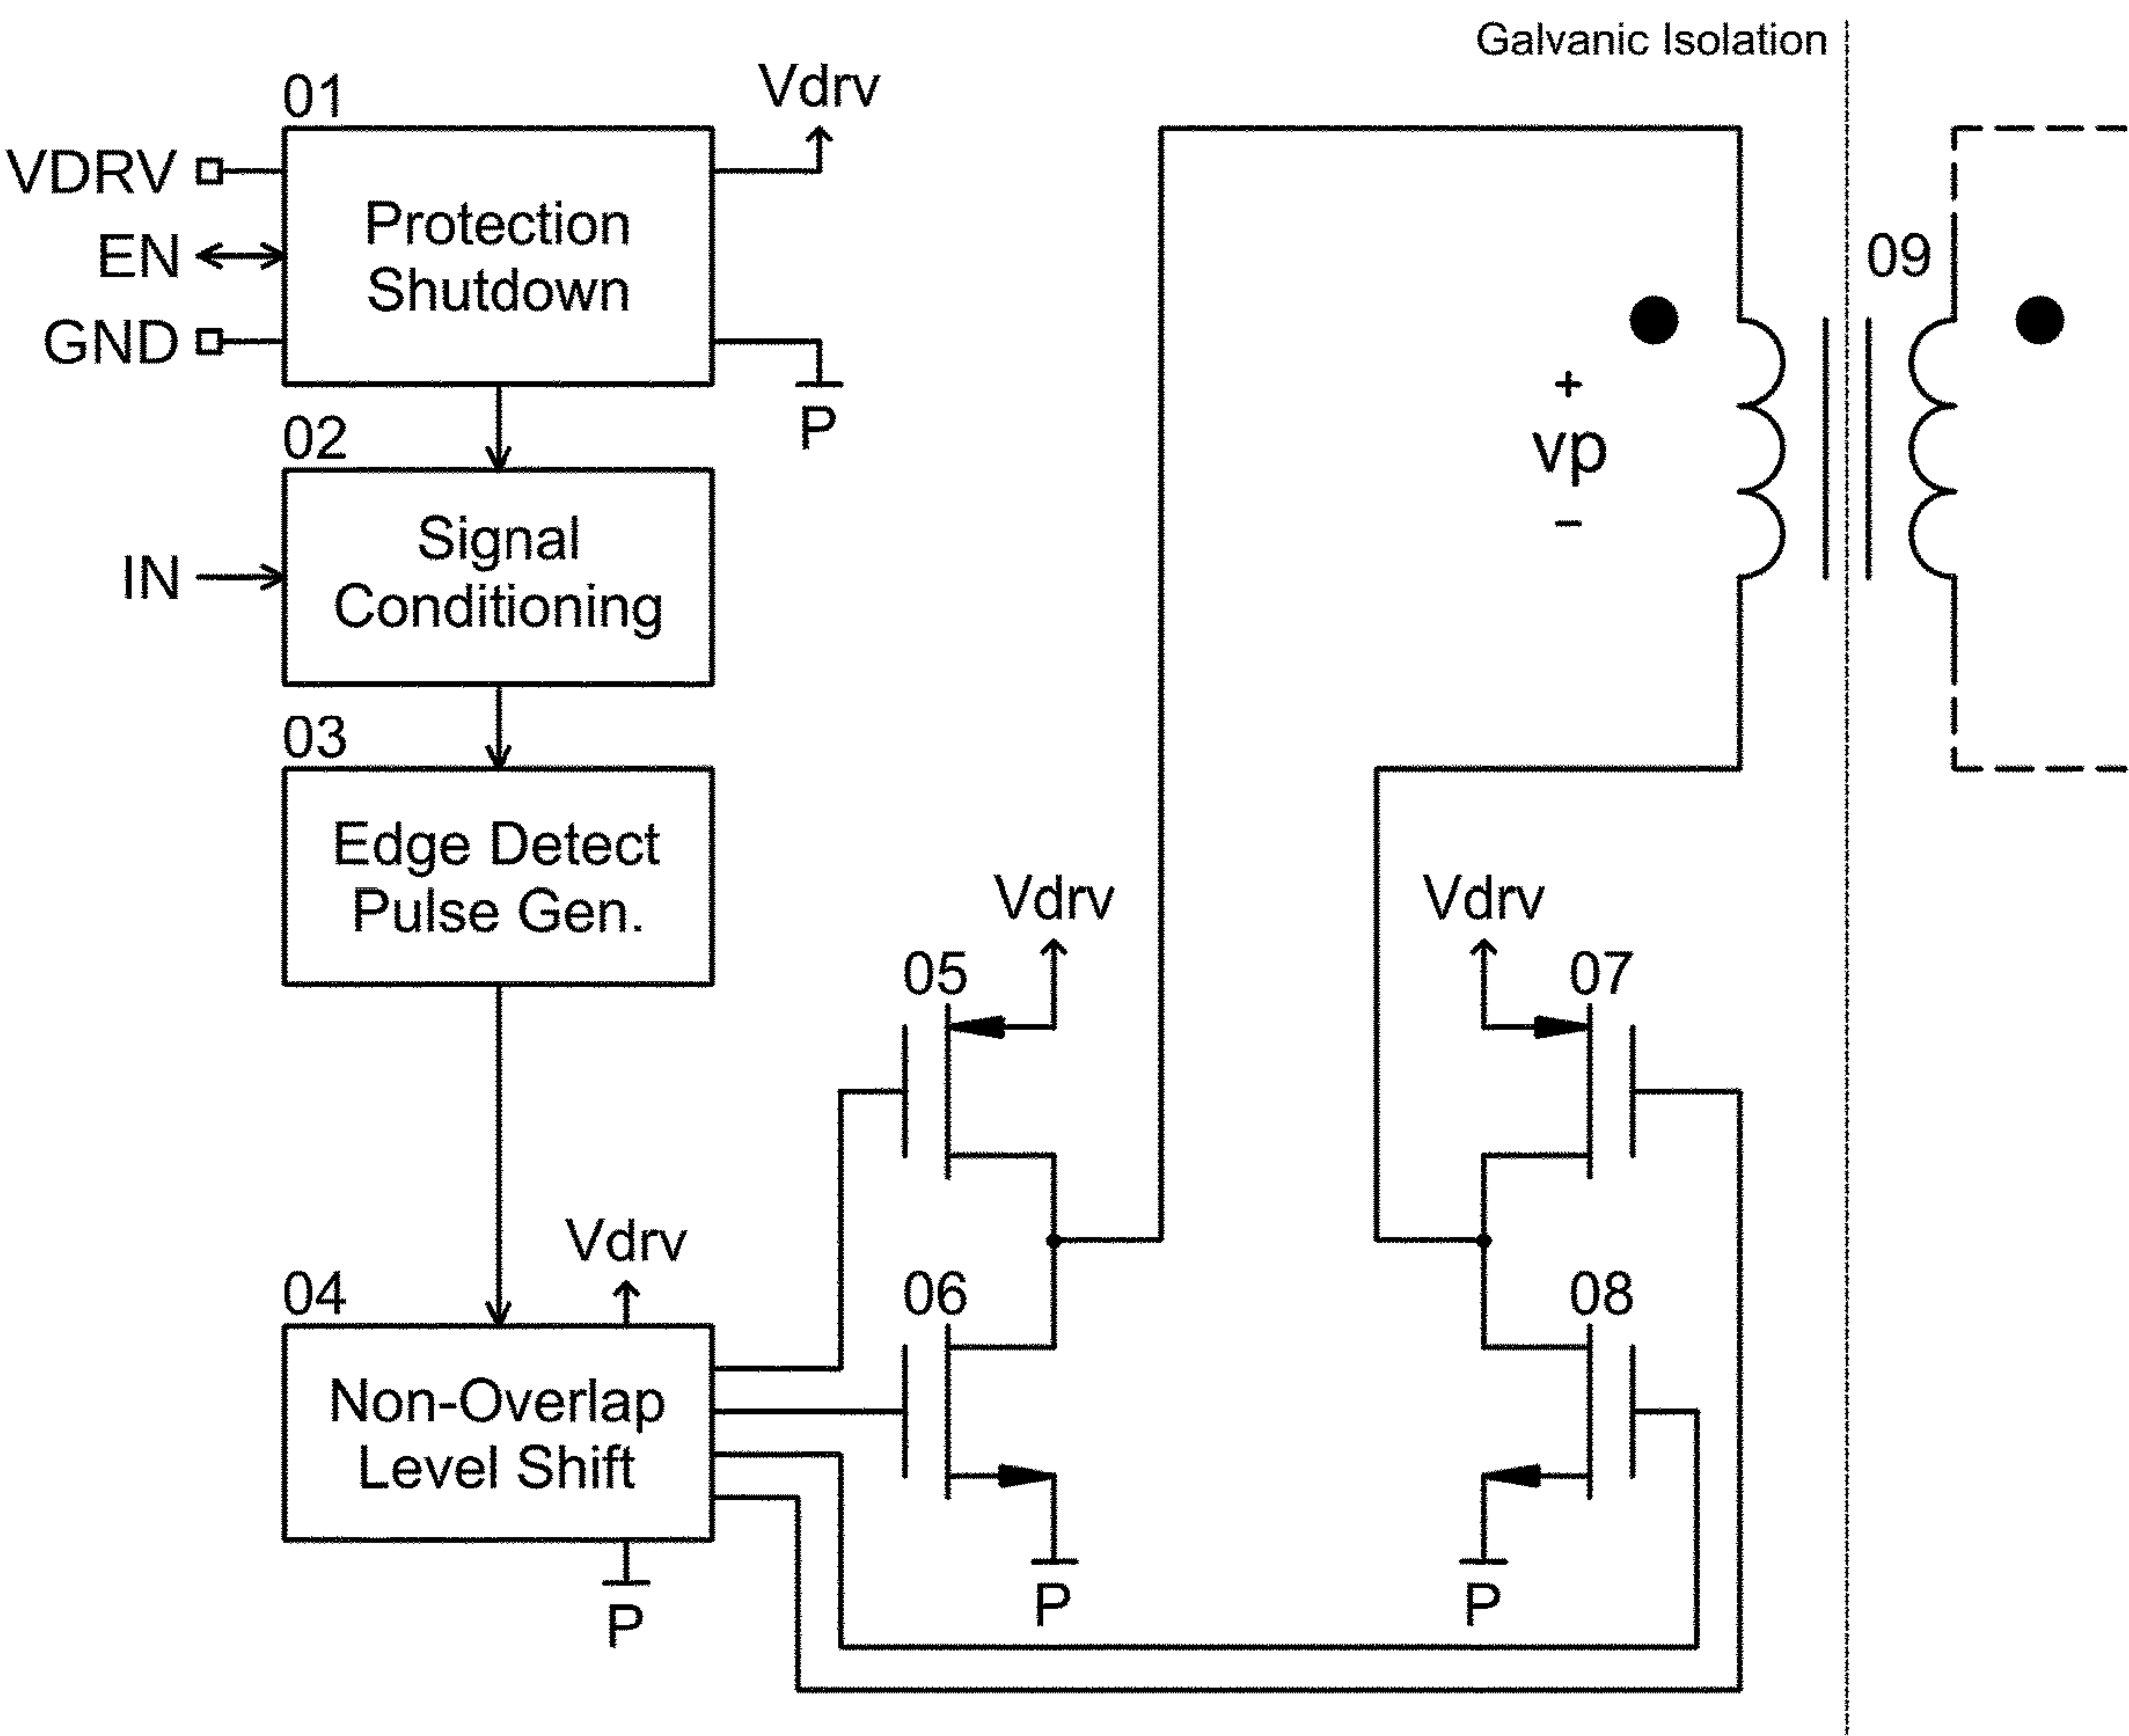 Galvanic Isolation
01
Vdrv
VDRV
EN
GND
Protection
Shutdown
P
09
+
vp
−
02
IN
Signal
Conditioning
03
Edge Detect
Pulse Gen.
Vdrv
Vdrv
05
07
Vdrv
04
06
08
Non-Overlap
Level Shift
P
P
P